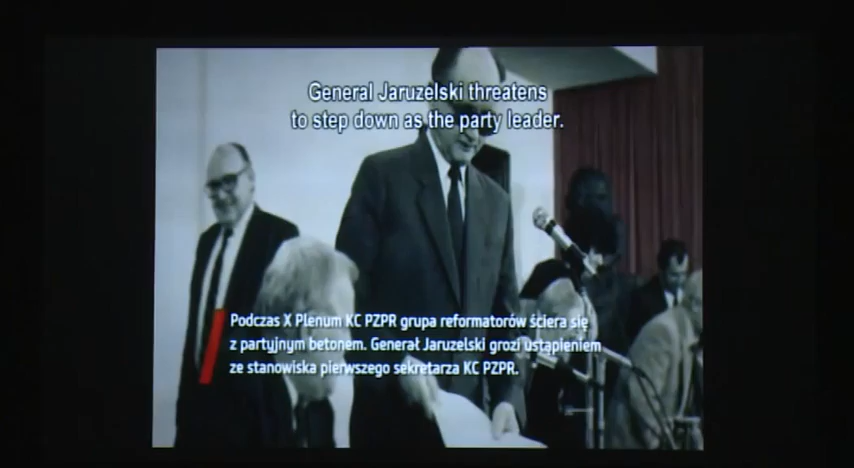 General Jaruzelski threatens
to step down as the party leader.
Podczas X Plenum KC PZPR grupa reformatorów ściera się
z partyjnym betonem. Generał Jaruzelski grozi ustąpieniem
ze stanowiska pierwszego sekretarza KC PZPR.